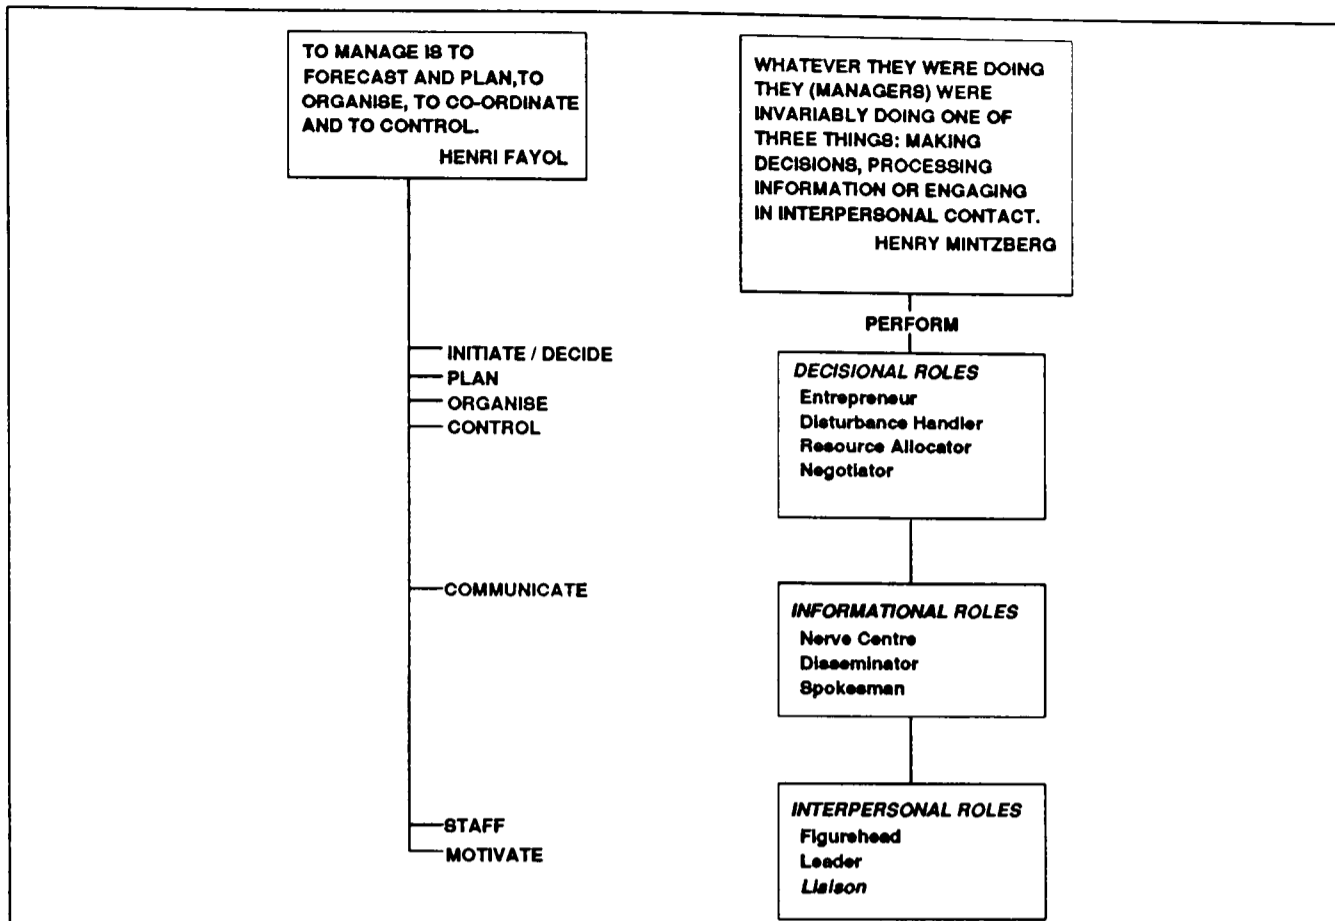 TO MANAGE IS TO
FORECAST AND PLAN,TO
ORGANISE, TO CO-ORDINATE
AND TO CONTROL.
HENRI FAYOL
INITIATE / DECIDE
PLAN
ORGANISE
CONTROL
COMMUNICATE
STAFF
MOTIVATE
WHATEVER THEY WERE DOING
THEY (MANAGERS) WERE
INVARIABLY DOING ONE OF
THREE THINGS: MAKING
DECISIONS, PROCESSING
INFORMATION OR ENGAGING
IN INTERPERSONAL CONTACT.
HENRY MINTZBERG
PERFORM
DECISIONAL ROLES
Entrepreneur
Disturbance Handler
Resource Allocator
Negotiator
INFORMATIONAL ROLES
Nerve Centre
Disseminator
Spokesman
INTERPERSONAL ROLES
Figurehead
Leader
Liaison